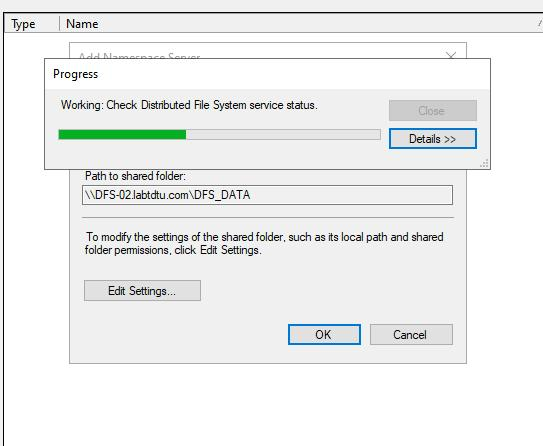 Type Name
Add Namespace Server
Progress
Working: Check Distributed File System service status.
Close
Details >>
Path to shared folder:
\\DFS-02.labtdtu.com\DFS_DATA
To modify the settings of the shared folder, such as its local path and shared
folder permissions, click Edit Settings.
Edit Settings...
OK Cancel